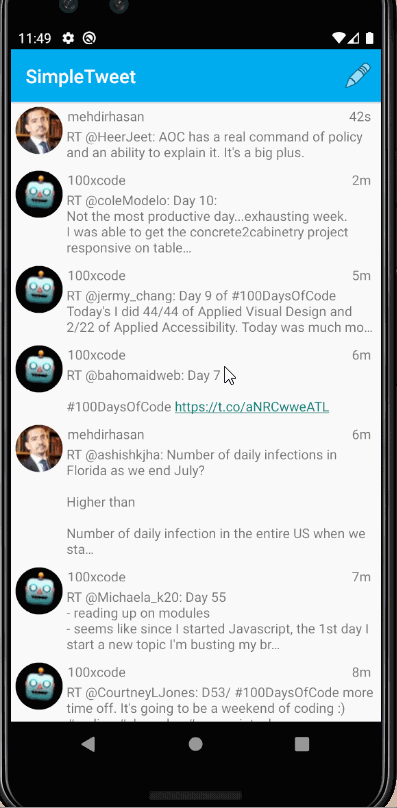 11:49
SimpleTweet
mehdirhasan 42s
RT @HeerJeet: AOC has a real command of policy
and an ability to explain it. It's a big plus.
100xcode 2m
RT @coleModelo: Day 10:
Not the most productive day...exhausting week.
I was able to get the concrete2cabinetry project
responsive on table…
100xcode 5m
RT @jermy_chang: Day 9 of #100DaysOfCode
Today's I did 44/44 of Applied Visual Design and
2/22 of Applied Accessibility. Today was much mo…
100xcode 6m
RT @bahomaidweb: Day 7
#100DaysOfCode https://t.co/aNRCwweATL
mehdirhasan 6m
RT @ashishkjha: Number of daily infections in
Florida as we end July?
Higher than
Number of daily infection in the entire US when we
sta…
100xcode 7m
RT @Michaela_k20: Day 55
- reading up on modules
- seems like since I started Javascript, the 1st day I
start a new topic I'm busting my br…
100xcode 8m
RT @CourtneyLJones: D53/ #100DaysOfCode more
time off. It's going to be a weekend of coding :)